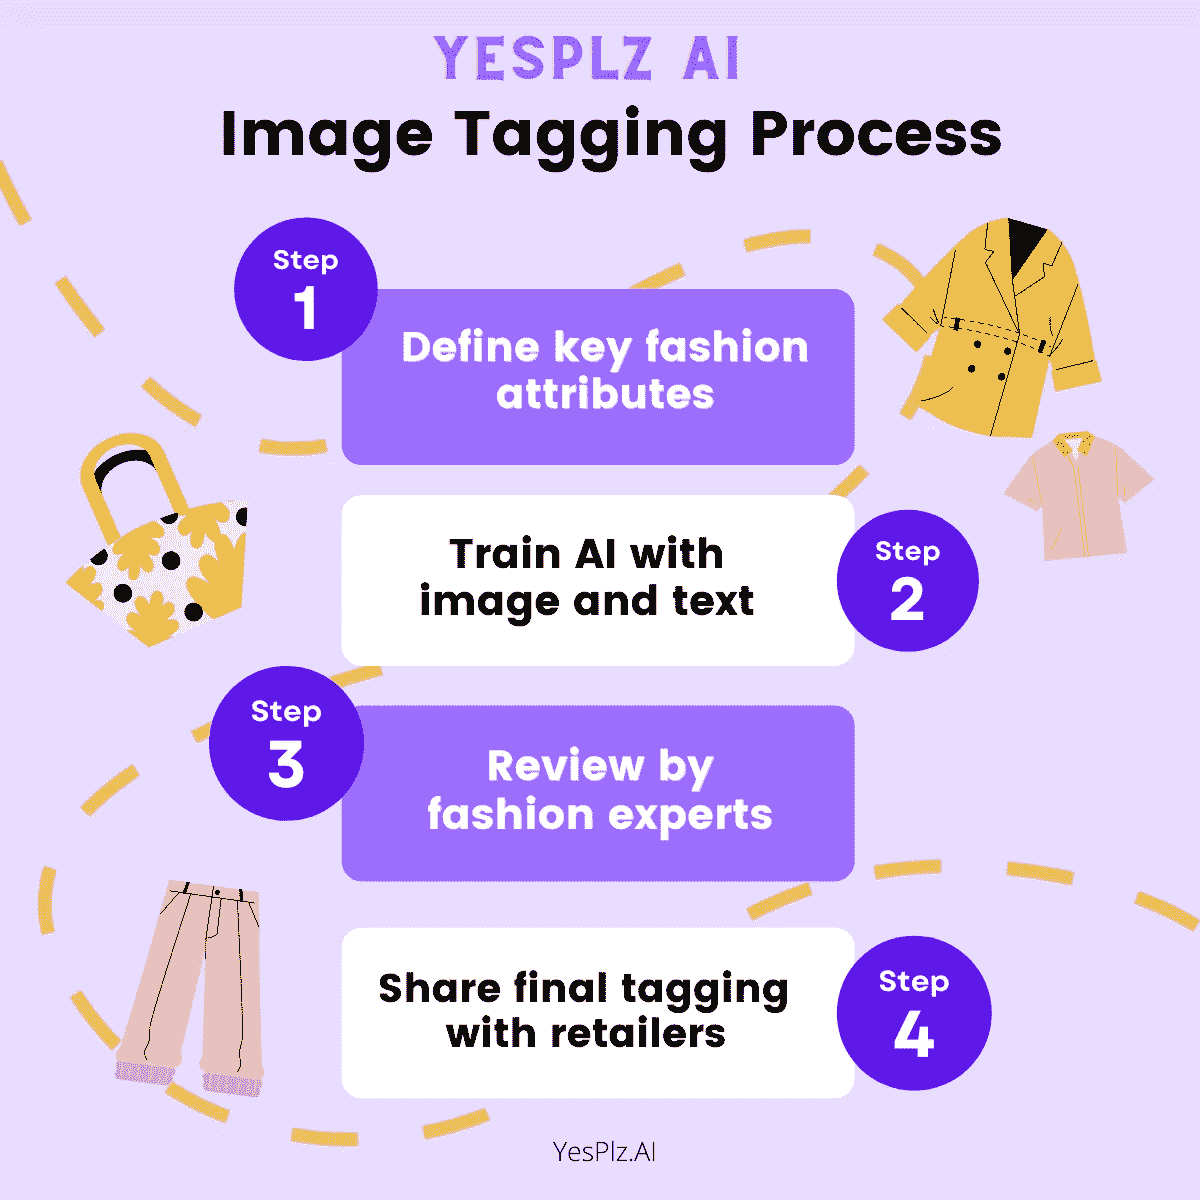 YESPLZ AI
Image Tagging Process
Step
1
Define key fashion
attributes
Train AI with
image and text
Step
2
Step
3
Review by
fashion experts
Share final tagging
with retailers
Step
4
YesPlz.AI